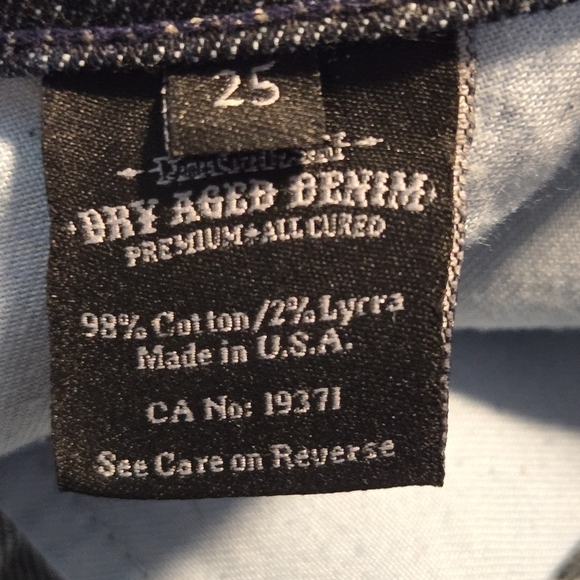 25
DRY AGED DENIM
PREMIUM ALL CURED
98% Cotton/2% Lycra
Made in U.S.A.
CA No: 19371
See Care on Reverse